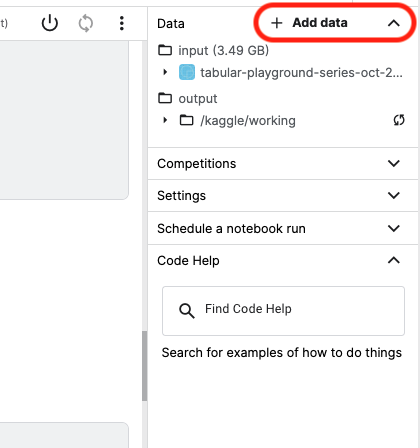 t)
Data
+ Add data
input (3.49 GB)
tabular-playground-series-oct-2...
output
/kaggle/working
Competitions
Settings
Schedule a notebook run
Code Help
Find Code Help
Search for examples of how to do things